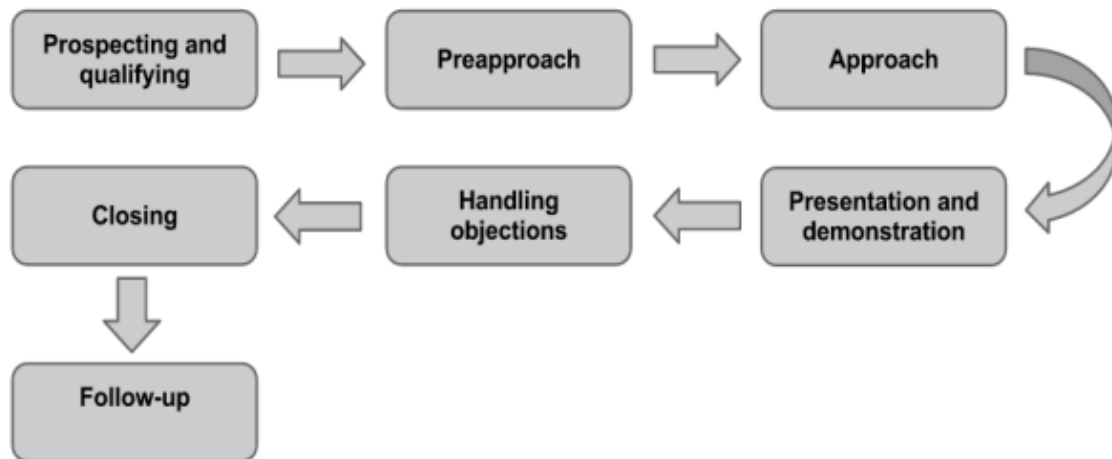 Prospecting and
qualifying
Preapproach
Approach
Presentation and
demonstration
Handling
objections
Closing
Follow-up